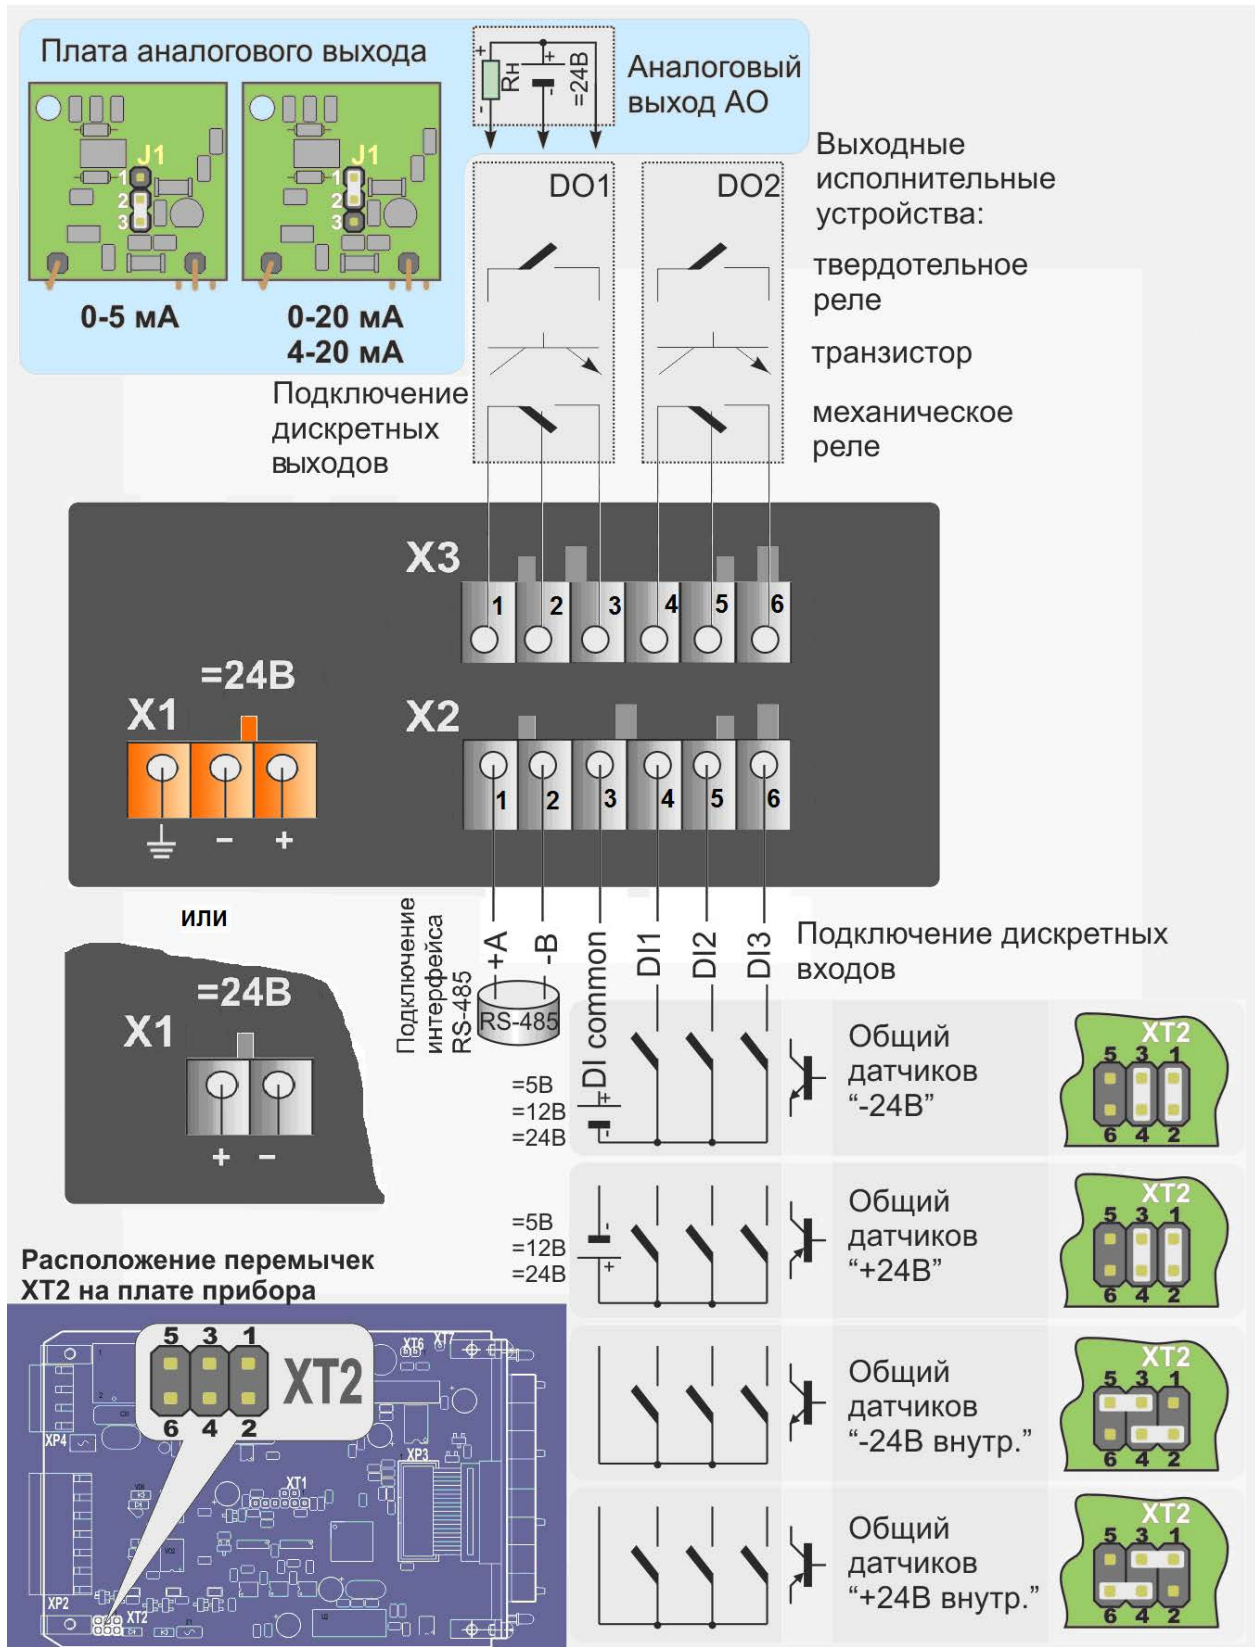 Плата аналогового выхода
J1
1
2
3
J1
1
2
3
0-5 мА
0-20 мА
4-20 мА
+
-
Rн
+
-
=24В
Аналоговый
выход АО
DO1
DO2
Выходные
исполнительные
устройства:
твердотельное
реле
транзистор
механическое
реле
Подключение
дискретных
выходов
X3
1 2 3 4 5 6
=24В
X1
− +
X2
1 2 3 4 5 6
или
=24В
X1
+ −
Подключение
интерфейса
RS-485
+A
-B
RS-485
DI common
DI1
DI2
DI3
Подключение дискретных
входов
=5В
=12В
=24В
+
-
Общий
датчиков
“-24В”
XT2
5 3 1
6 4 2
=5В
=12В
=24В
-
+
Общий
датчиков
“+24В”
XT2
5 3 1
6 4 2
Общий
датчиков
“-24В внутр.”
XT2
5 3 1
6 4 2
Общий
датчиков
“+24В внутр.”
XT2
5 3 1
6 4 2
Расположение перемычек
XT2 на плате прибора
5 3 1
XT2
6 4 2
XT6
XT7
XP4
XP3
XT1
XP2
XT2